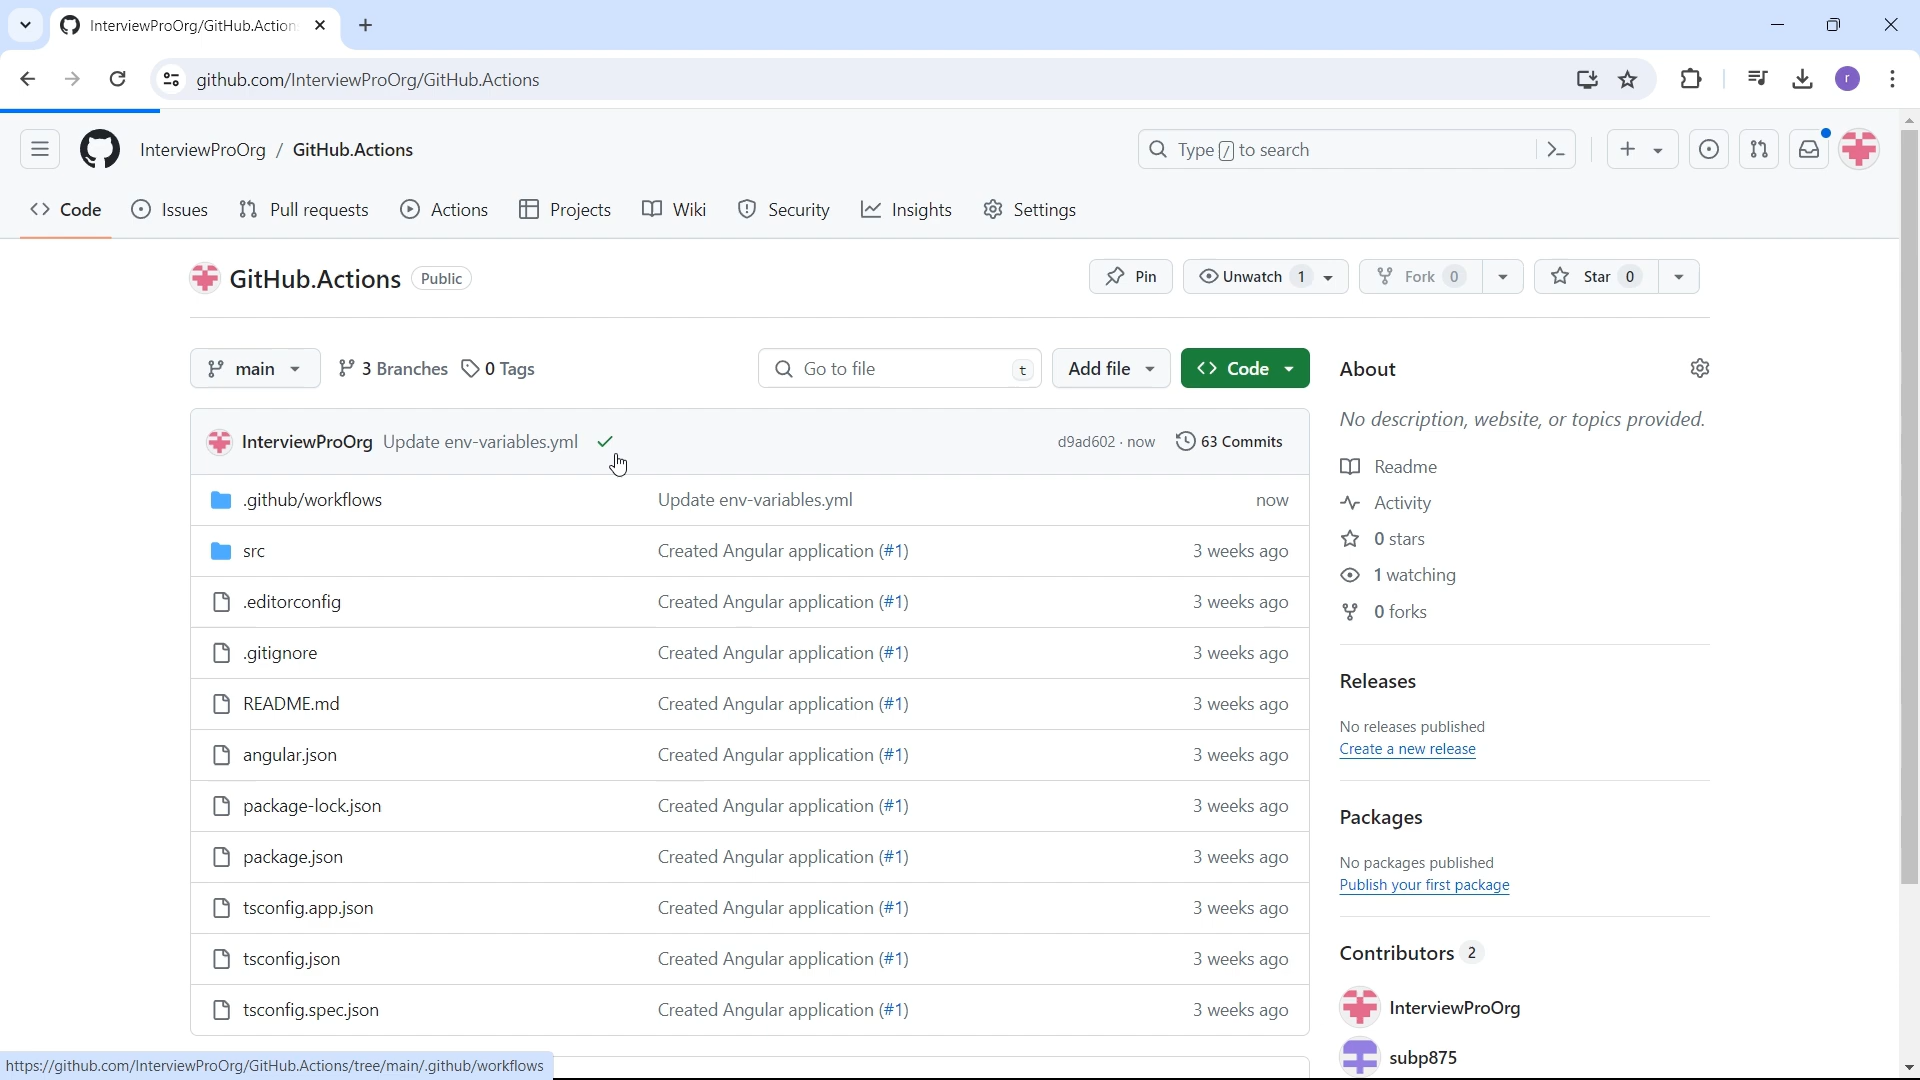 InterviewProOrg/GitHub.Action
github.com/InterviewProOrg/GitHub.Actions
r
InterviewProOrg / GitHub.Actions
Type / to search
Code Issues Pull requests Actions Projects Wiki Security Insights Settings
GitHub.Actions Public
Pin Unwatch 1 Fork 0 Star 0
main 3 Branches 0 Tags Go to file t Add file Code
About
No description, website, or topics provided.
InterviewProOrg Update env-variables.yml d9ad602 · now 63 Commits
Readme
.github/workflows Update env-variables.yml now
Activity
src Created Angular application (#1) 3 weeks ago
0 stars
1 watching
.editorconfig Created Angular application (#1) 3 weeks ago
0 forks
.gitignore Created Angular application (#1) 3 weeks ago
Releases
README.md Created Angular application (#1) 3 weeks ago
No releases published
Create a new release
angular.json Created Angular application (#1) 3 weeks ago
package-lock.json Created Angular application (#1) 3 weeks ago
Packages
package.json Created Angular application (#1) 3 weeks ago
No packages published
Publish your first package
tsconfig.app.json Created Angular application (#1) 3 weeks ago
tsconfig.json Created Angular application (#1) 3 weeks ago
Contributors 2
tsconfig.spec.json Created Angular application (#1) 3 weeks ago
InterviewProOrg
subp875
https://github.com/InterviewProOrg/GitHub.Actions/tree/main/.github/workflows